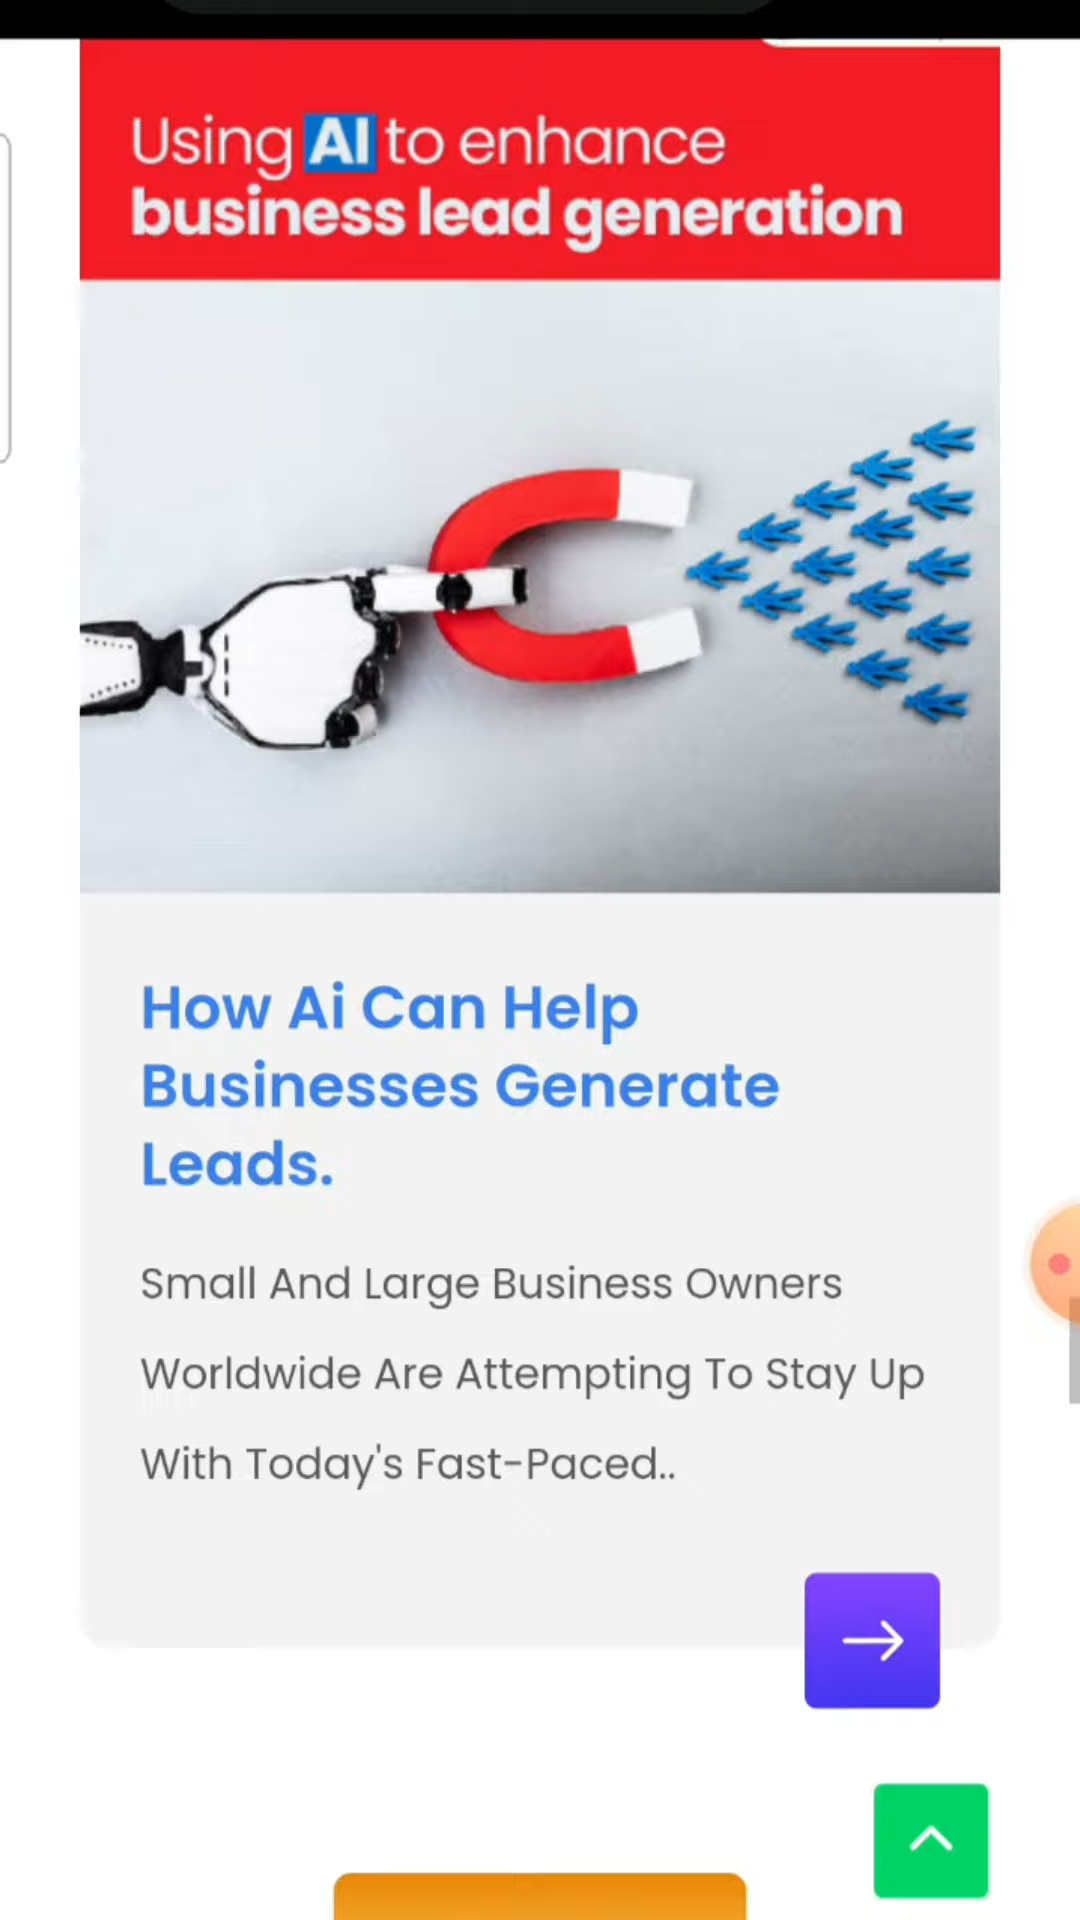 Using AI to enhance
business lead generation
How Ai Can Help
Businesses Generate
Leads.
Small And Large Business Owners
Worldwide Are Attempting To Stay Up
With Today's Fast-Paced..